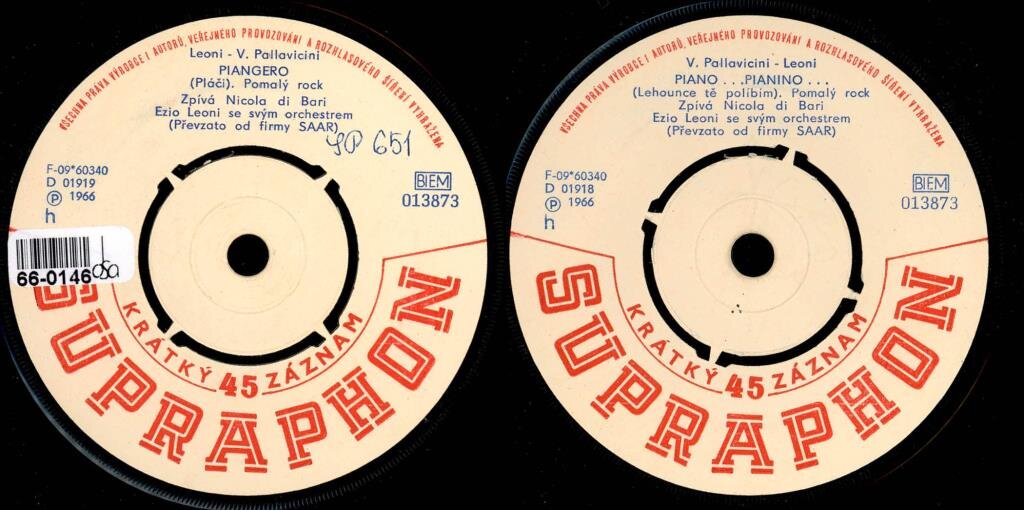 VŠECHNA PRÁVA VÝROBCE I AUTORŮ, VEŘEJNÉHO PROVOZOVÁNÍ A ROZHLASOVÉHO ŠÍŘENÍ VYHRAŽENA
Leoni - V. Pallavicini
PIANGERO
(Pláči). Pomalý rock
Zpívá Nicola di Bari
Ezio Leoni se svým orchestrem
(Převzato od firmy SAAR)
SP 651
F-09*60340
D 01919
Ⓟ 1966
h
BIEM
013873
66-0146
osa
KRÁTKÝ 45 ZÁZNAM
SUPRAPHON
VŠECHNA PRÁVA VÝROBCE I AUTORŮ, VEŘEJNÉHO PROVOZOVÁNÍ A ROZHLASOVÉHO ŠÍŘENÍ VYHRAŽENA
V. Pallavicini - Leoni
PIANO . . .PIANINO . . .
(Lehounce tě políbím). Pomalý rock
Zpívá Nicola di Bari
Ezio Leoni se svým orchestrem
(Převzato od firmy SAAR)
F-09*60340
D 01918
Ⓟ 1966
h
BIEM
013873
KRÁTKÝ 45 ZÁZNAM
SUPRAPHON